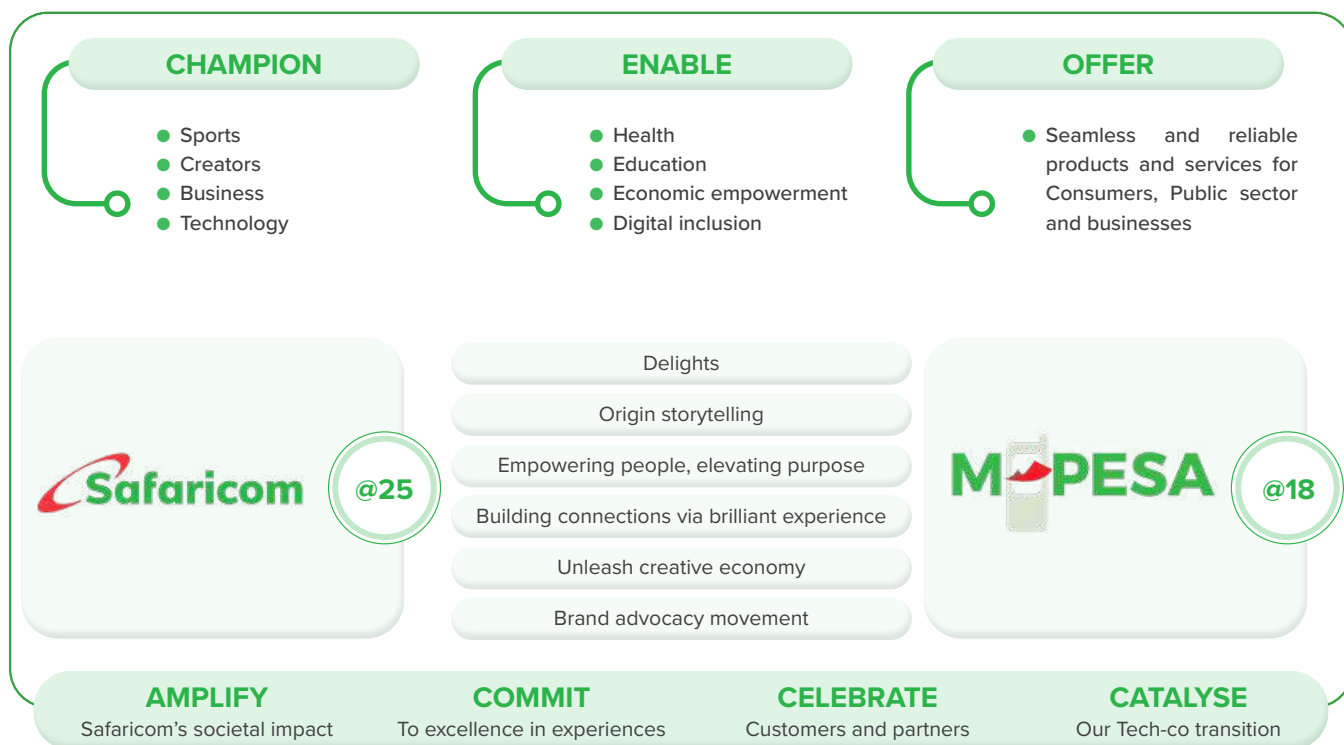 CHAMPION
Sports
Creators
Business
Technology
ENABLE
Health
Education
Economic empowerment
Digital inclusion
OFFER
Seamless and reliable
products and services for
Consumers, Public sector
and businesses
Safaricom
@25
Delights
Origin storytelling
Empowering people, elevating purpose
Building connections via brilliant experience
Unleash creative economy
Brand advocacy movement
M-PESA
@18
AMPLIFY
Safaricom’s societal impact
COMMIT
To excellence in experiences
CELEBRATE
Customers and partners
CATALYSE
Our Tech-co transition